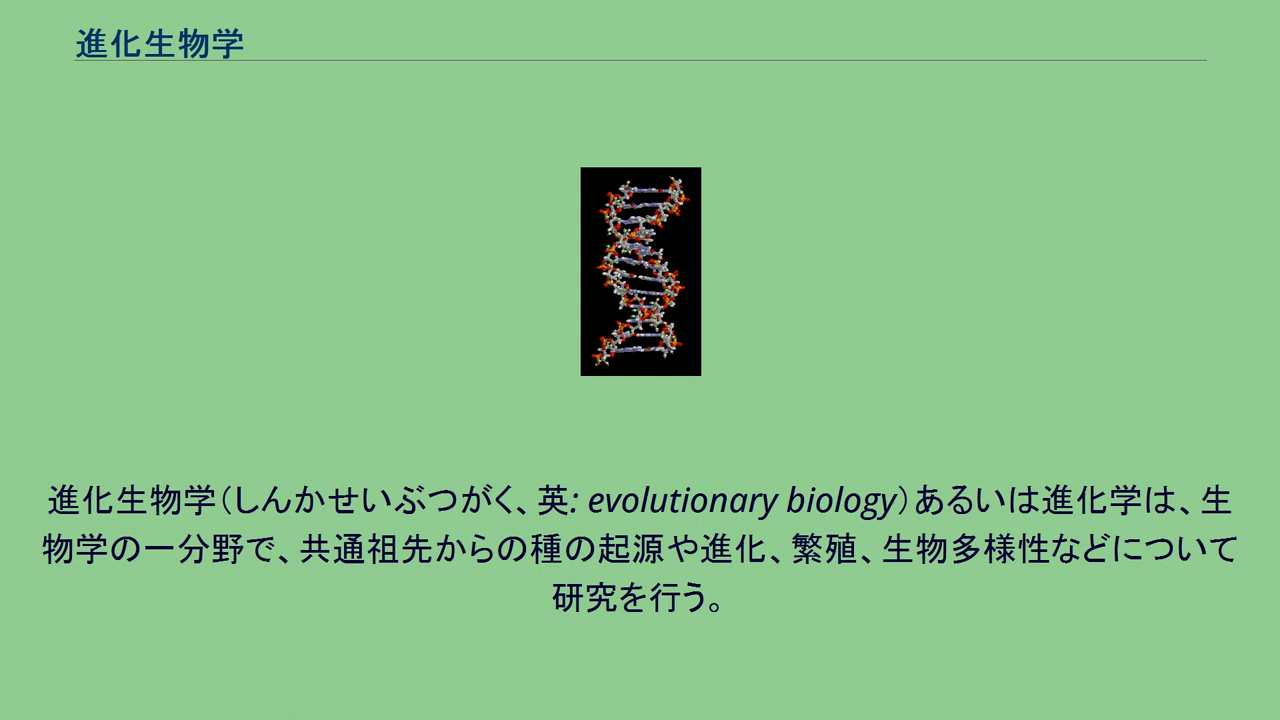 進化生物学
進化生物学（しんかせいぶつがく、英: evolutionary biology）あるいは進化学は、生
物学の一分野で、共通祖先からの種の起源や進化、繁殖、生物多様性などについて
研究を行う。